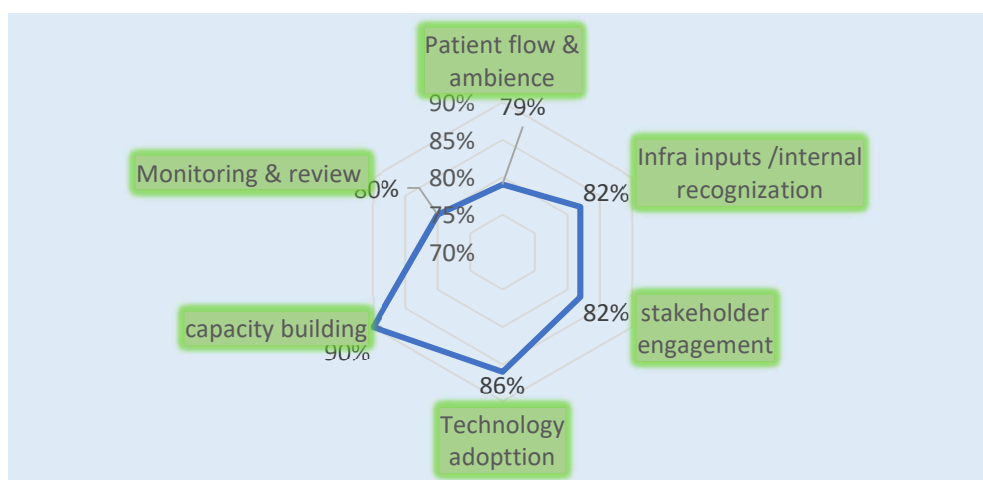 Patient flow &
ambience
90%
79%
85%
Infra inputs /internal
recognization
Monitoring & review
80%
80%
82%
75%
70%
capacity building
90%
82%
stakeholder
engagement
86%
Technology
adopttion